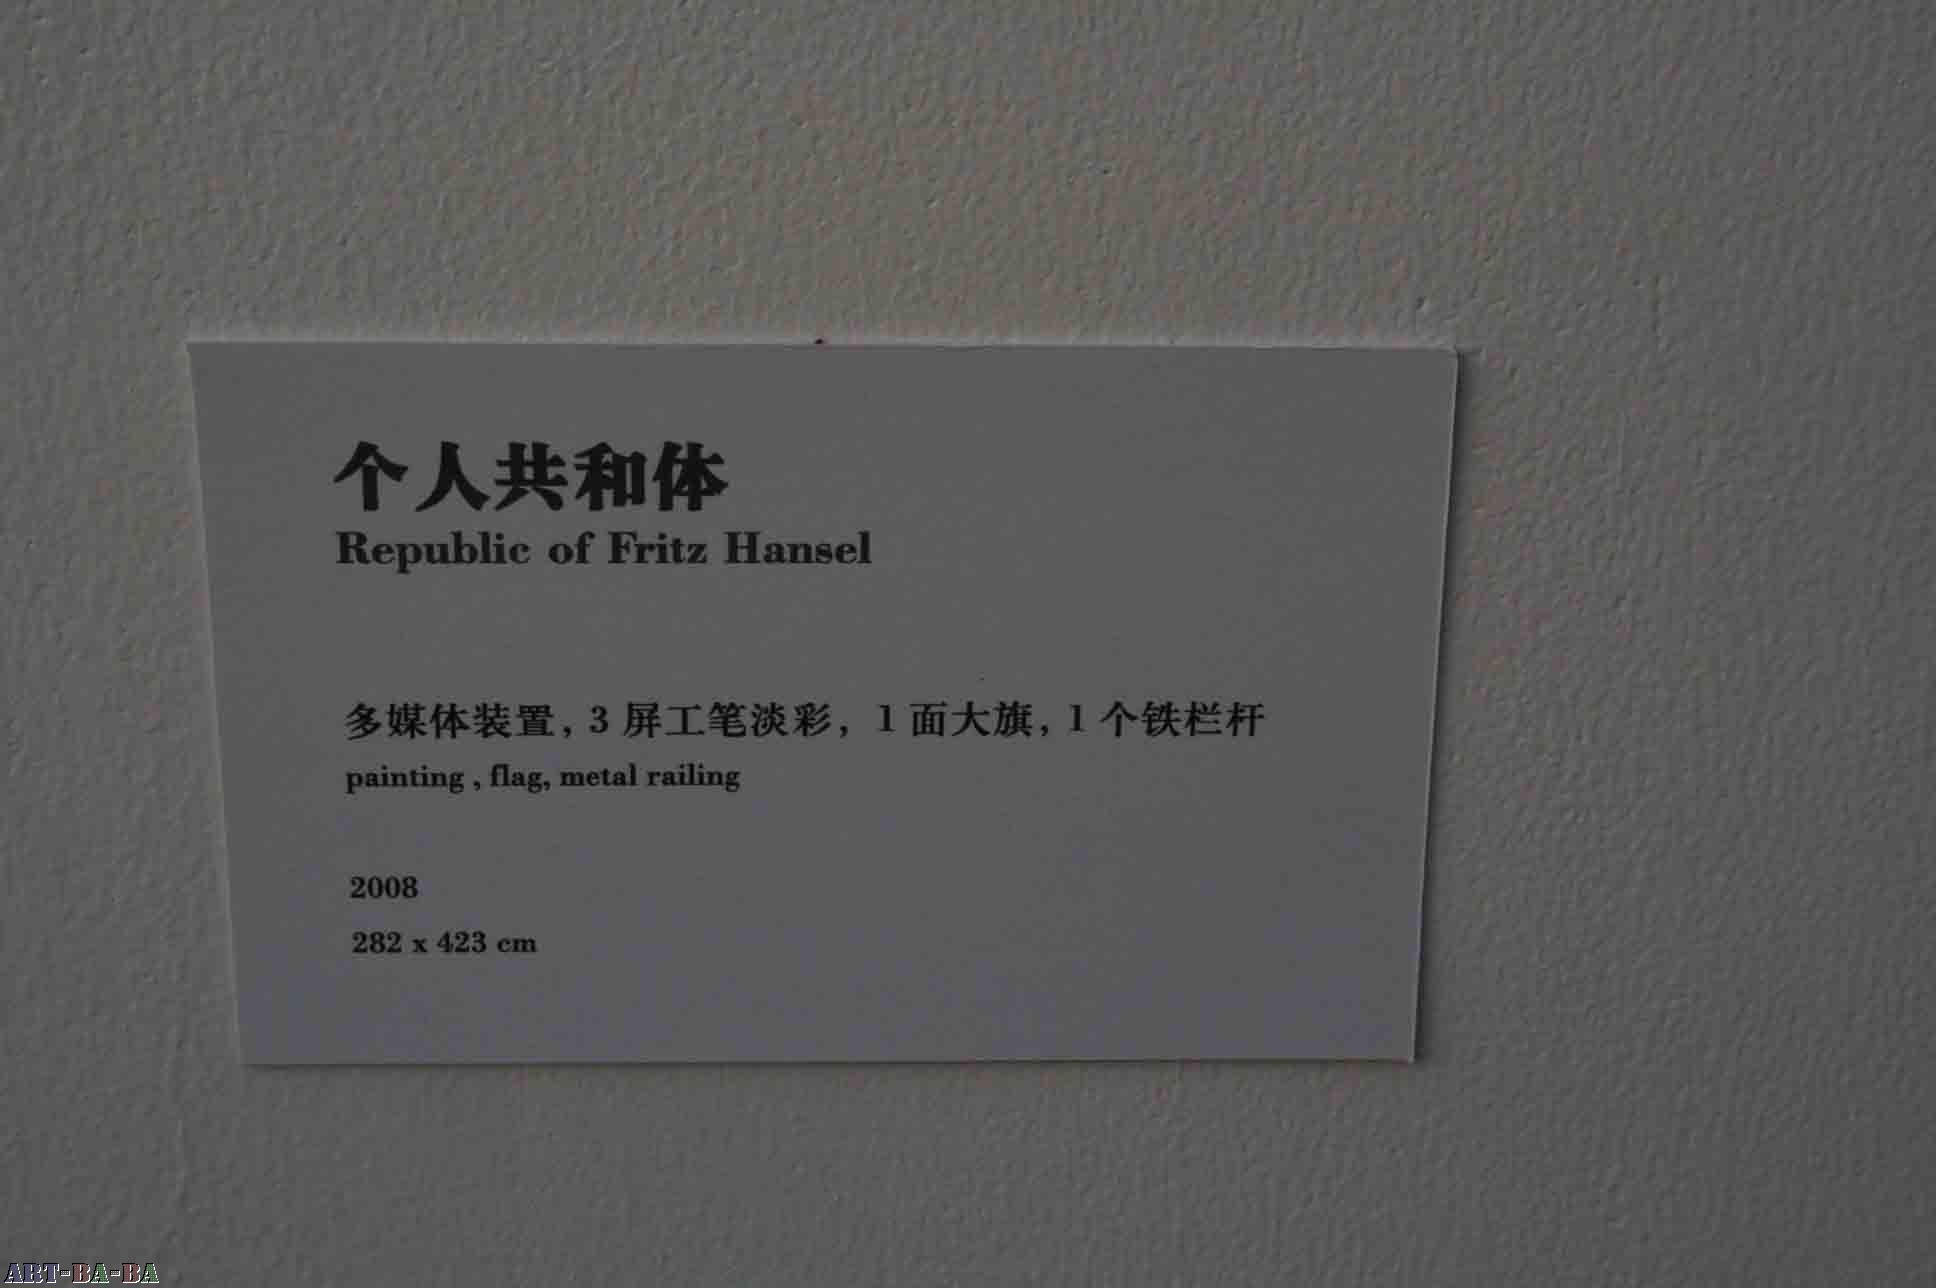 个人共和体
Republic of Fritz Hansel
多媒体装置, 3 屏工笔淡彩, 1 面大旗, 1 个铁栏杆
painting , flag, metal railing
2008
282 x 423 cm
ART-BA-BA